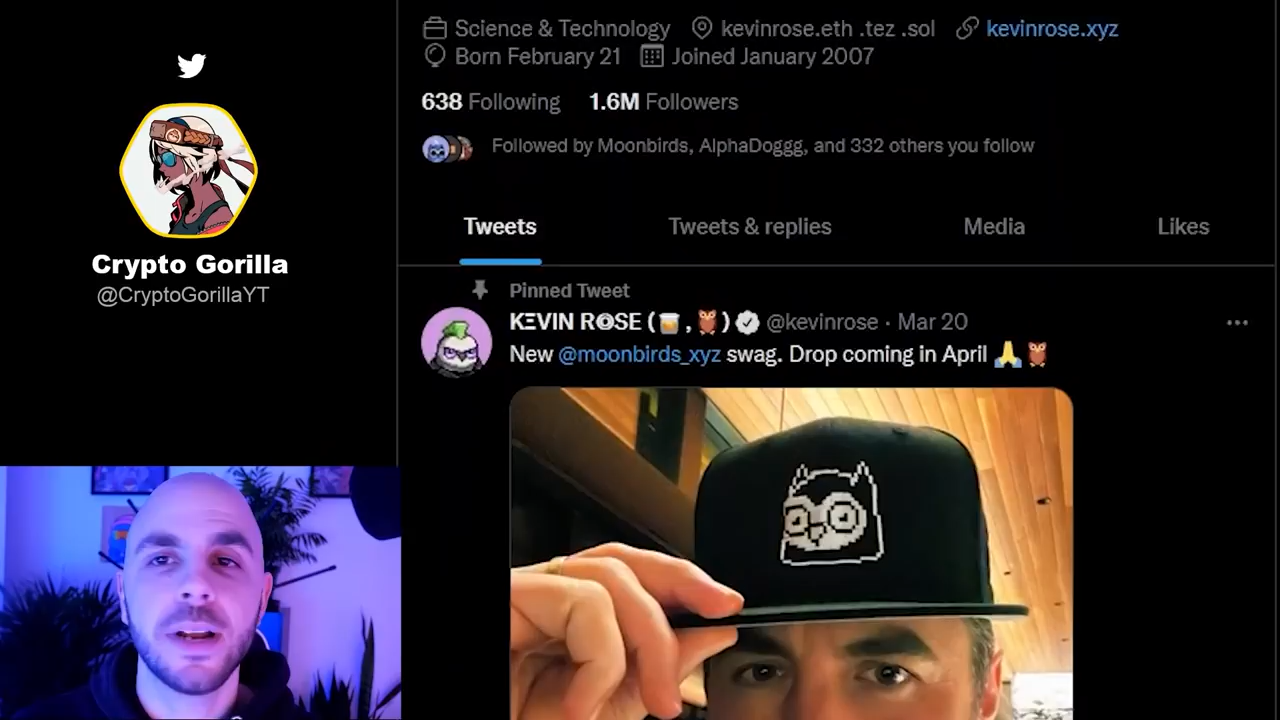 Crypto Gorilla
@CryptoGorillaYT
Science & Technology kevinrose.eth .tez .sol kevinrose.xyz
Born February 21 Joined January 2007
638 Following 1.6M Followers
Followed by Moonbirds, AlphaDoggg, and 332 others you follow
Tweets Tweets & replies Media Likes
Pinned Tweet
KΞVIN R◎SE (🥃,🦉) @kevinrose · Mar 20
New @moonbirds_xyz swag. Drop coming in April 🙏🦉